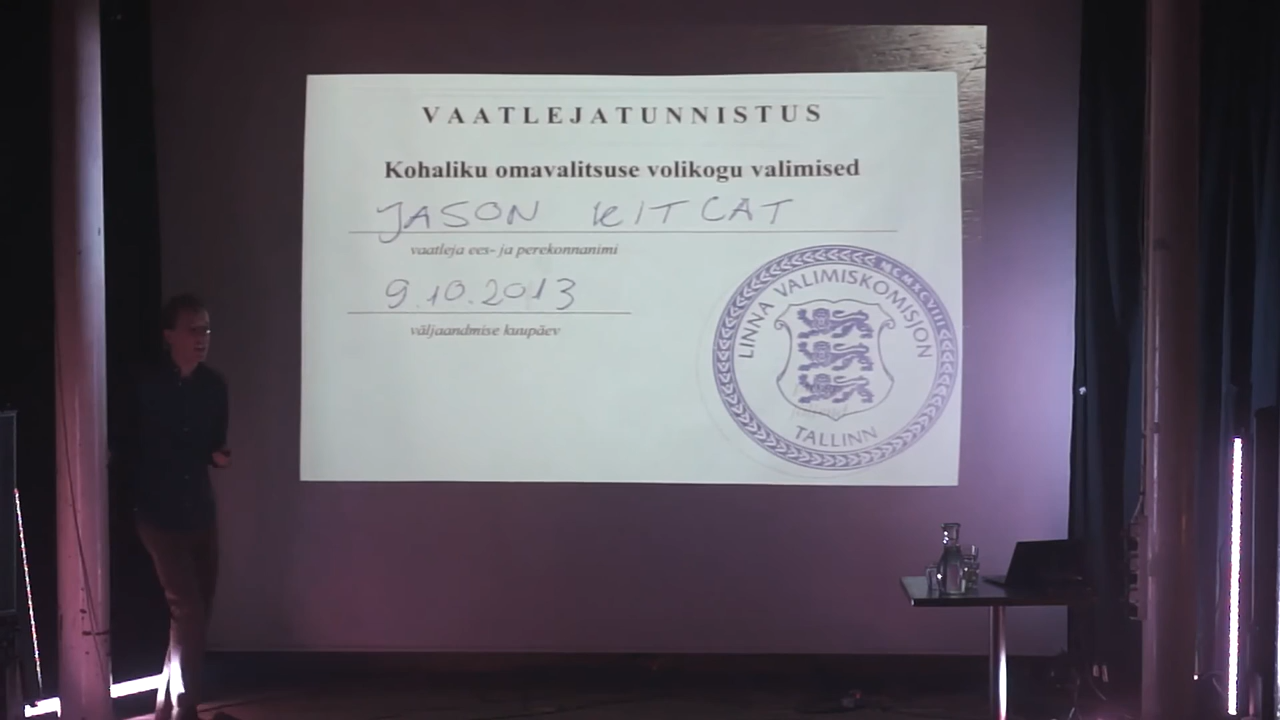 VAATLEJATUNNISTUS
Kohaliku omavalitsuse volikogu valimised
JASON KITCAT
vaatleja ees- ja perekonnanimi
9.10.2013
väljaandmise kuupäev
MCMXCVIII
LINNA VALIMISKOMISJON
TALLINN